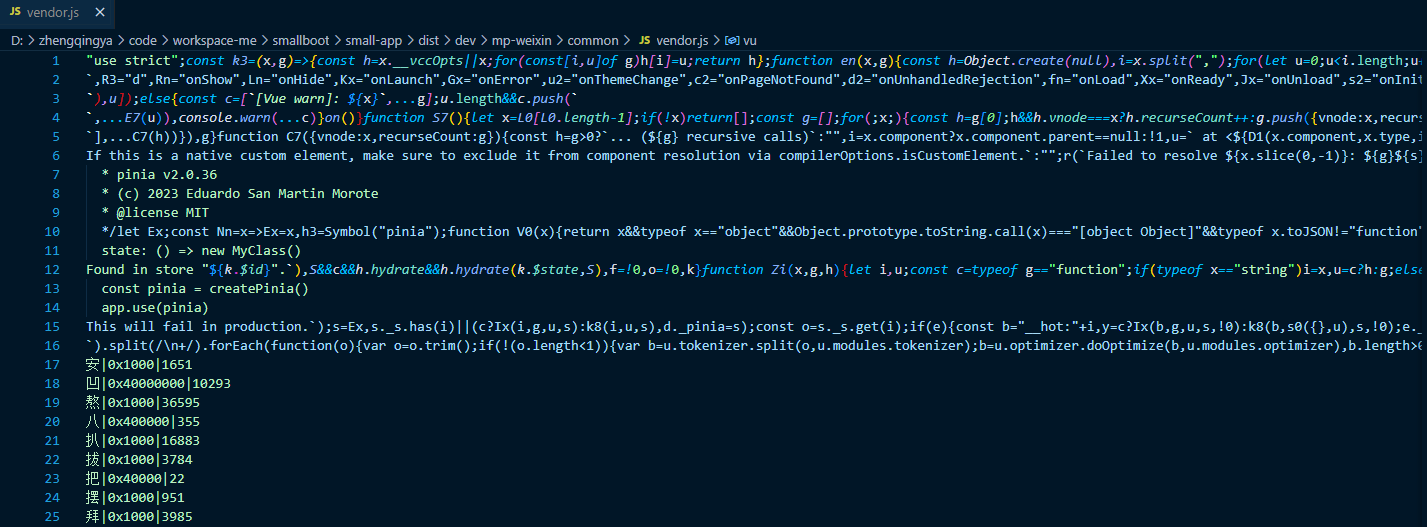 JS vendor.js ×
D: > zhengqingya > code > workspace-me > smallboot > small-app > dist > dev > mp-weixin > common > JS vendor.js > vu
1 "use strict";const k3=(x,g)=>{const h=x.__vccOpts||x;for(const[i,u]of g)h[i]=u;return h};function en(x,g){const h=Object.create(null),i=x.split(",");for(let u=0;u<i.length;u
2 `,R3="d",Rn="onShow",Ln="onHide",Kx="onLaunch",Gx="onError",u2="onThemeChange",c2="onPageNotFound",d2="onUnhandledRejection",fn="onLoad",Xx="onReady",Jx="onUnload",s2="onInit
3 `),u]);else{const c=[`[Vue warn]: ${x}`,...g];u.length&&c.push(`
4 `,...E7(u)),console.warn(...c)}on()}function S7(){let x=L0[L0.length-1];if(!x)return[];const g=[];for(;x;){const h=g[0];h&&h.vnode===x?h.recurseCount++:g.push({vnode:x,recurs
5 `],...C7(h))}),g}function C7({vnode:x,recurseCount:g}){const h=g>0?`... (${g} recursive calls)`:"",i=x.component?x.component.parent==null:!1,u=` at <${D1(x.component,x.type,i
6 If this is a native custom element, make sure to exclude it from component resolution via compilerOptions.isCustomElement.`:"";r(`Failed to resolve ${x.slice(0,-1)}: ${g}${s}
7 * pinia v2.0.36
8 * (c) 2023 Eduardo San Martin Morote
9 * @license MIT
10 */let Ex;const Nn=x=>Ex=x,h3=Symbol("pinia");function V0(x){return x&&typeof x=="object"&&Object.prototype.toString.call(x)==="[object Object]"&&typeof x.toJSON!="function"
11 state: () => new MyClass()
12 Found in store "${k.$id}".`),S&&c&&h.hydrate&&h.hydrate(k.$state,S),f=!0,o=!0,k}function Zi(x,g,h){let i,u;const c=typeof g=="function";if(typeof x=="string")i=x,u=c?h:g;else
13 const pinia = createPinia()
14 app.use(pinia)
15 This will fail in production.`);s=Ex,s._s.has(i)||(c?Ix(i,g,u,s):k8(i,u,s),d._pinia=s);const o=s._s.get(i);if(e){const b="__hot:"+i,y=c?Ix(b,g,u,s,!0):k8(b,s0({},u),s,!0);e._
16 `).split(/\n+/).forEach(function(o){var o=o.trim();if(!(o.length<1)){var b=u.tokenizer.split(o,u.modules.tokenizer);b=u.optimizer.doOptimize(b,u.modules.optimizer),b.length>0
17 安|0x1000|1651
18 凹|0x40000000|10293
19 熬|0x1000|36595
20 八|0x400000|355
21 扒|0x1000|16883
22 拔|0x1000|3784
23 把|0x40000|22
24 摆|0x1000|951
25 拜|0x1000|3985